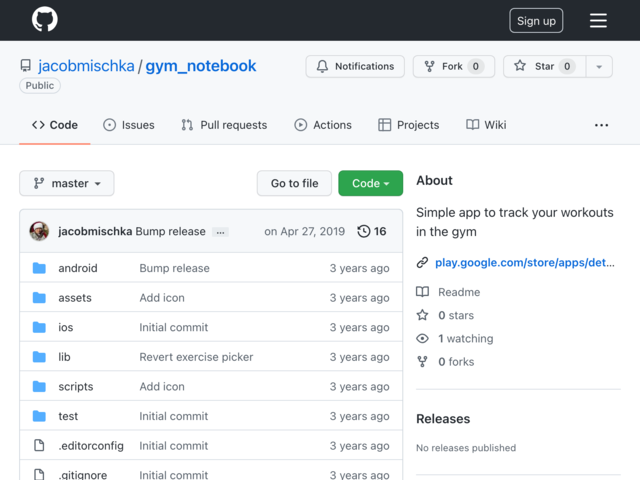 Sign up
jacobmischka / gym_notebook
Public
Notifications
Fork 0
Star 0
Code
Issues
Pull requests
Actions
Projects
Wiki
master
Go to file
Code
jacobmischka Bump release ... on Apr 27, 2019 16
android Bump release 3 years ago
assets Add icon 3 years ago
ios Initial commit 3 years ago
lib Revert exercise picker 3 years ago
scripts Add icon 3 years ago
test Initial commit 3 years ago
.editorconfig Initial commit 3 years ago
.gitignore Initial commit 3 years ago
About
Simple app to track your workouts
in the gym
play.google.com/store/apps/det...
Readme
0 stars
1 watching
0 forks
Releases
No releases published